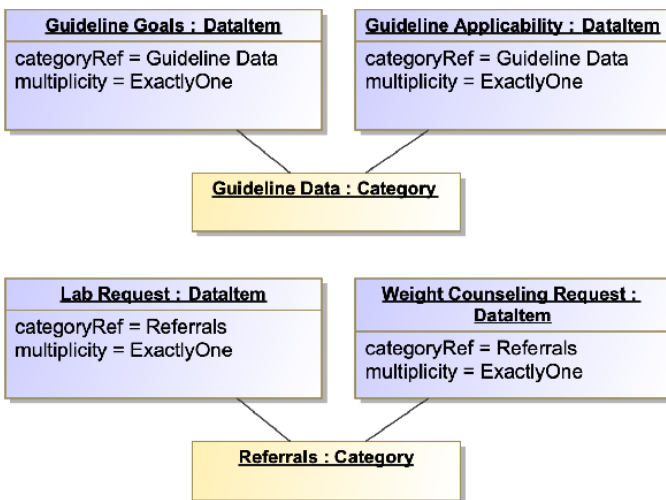 Guideline Goals : DataItem
categoryRef = Guideline Data
multiplicity = ExactlyOne
Guideline Applicability : DataItem
categoryRef = Guideline Data
multiplicity = ExactlyOne
Guideline Data : Category
Lab Request : DataItem
categoryRef = Referrals
multiplicity = ExactlyOne
Weight Counseling Request :
DataItem
categoryRef = Referrals
multiplicity = ExactlyOne
Referrals : Category